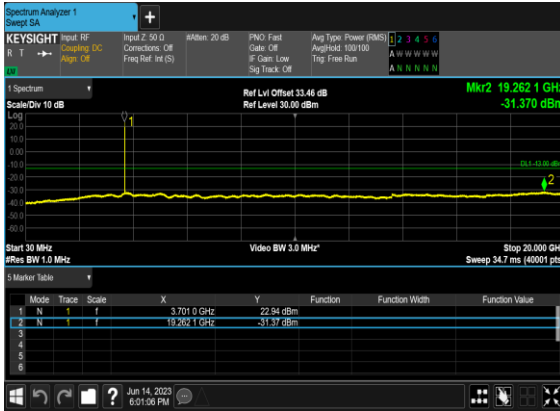 Spectrum Analyzer 1
Swept SA
+
KEYSIGHT Input: RF Input Z: 50 Ω #Atten: 20 dB PNO: Fast Avg Type: Power (RMS) 1 2 3 4 5 6
R T Coupling: DC Corrections: Off Gate: Off Avg|Hold: 100/100 A W W W W W
Align: Off Freq Ref: Int (S) IF Gain: Low Trig: Free Run
LXI Sig Track: Off A N N N N N
1 Spectrum Ref Lvl Offset 33.46 dB Mkr2 19.262 1 GHz
Scale/Div 10 dB Ref Level 30.00 dBm -31.370 dBm
Log
1
20.0
10.0
0.00
-10.0
DL1 -13.00 dBm
-20.0
2
-30.0
-40.0
-50.0
-60.0
Start 30 MHz Video BW 3.0 MHz* Stop 20.000 GHz
#Res BW 1.0 MHz Sweep 34.7 ms (40001 pts)
5 Marker Table
Mode Trace Scale X Y Function Function Width Function Value
1 N 1 f 3.701 0 GHz 22.94 dBm
2 N 1 f 19.262 1 GHz -31.37 dBm
3
4
5
6
? Jun 14, 2023
6:01:06 PM